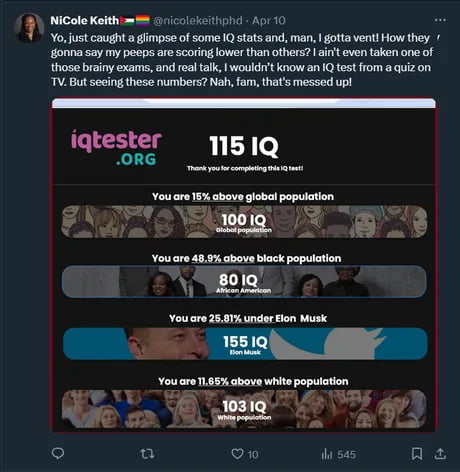 NiCole Keith🇵🇸🏳️‍🌈 @nicolekeithphd · Apr 10
Yo, just caught a glimpse of some IQ stats and, man, I gotta vent! How they
gonna say my peeps are scoring lower than others? I ain't even taken one of
those brainy exams, and real talk, I wouldn't know an IQ test from a quiz on
TV. But seeing these numbers? Nah, fam, that's messed up!
iqtester
.ORG
115 IQ
Thank you for completing this IQ test!
You are 15% above global population
100 IQ
Global population
You are 48.9% above black population
80 IQ
African American
You are 25.81% under Elon Musk
155 IQ
Elon Musk
You are 11.65% above white population
103 IQ
White population
10
545